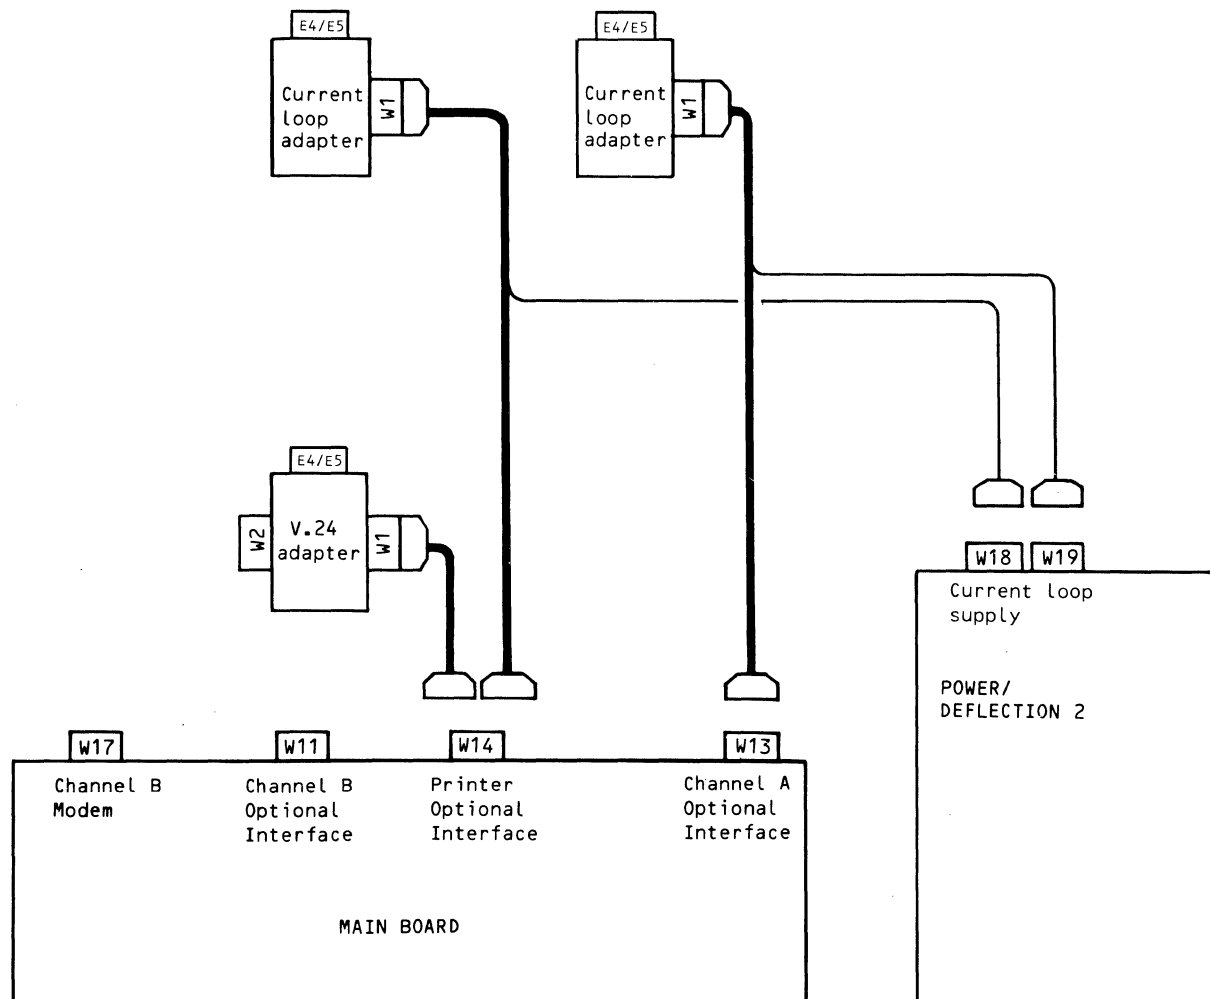 E4/E5
Current
loop
adapter
W1
E4/E5
Current
loop
adapter
W1
E4/E5
W2
V.24
adapter
W1
W18
W19
Current loop
supply
POWER/
DEFLECTION 2
W17
Channel B
Modem
W11
Channel B
Optional
Interface
W14
Printer
Optional
Interface
W13
Channel A
Optional
Interface
MAIN BOARD